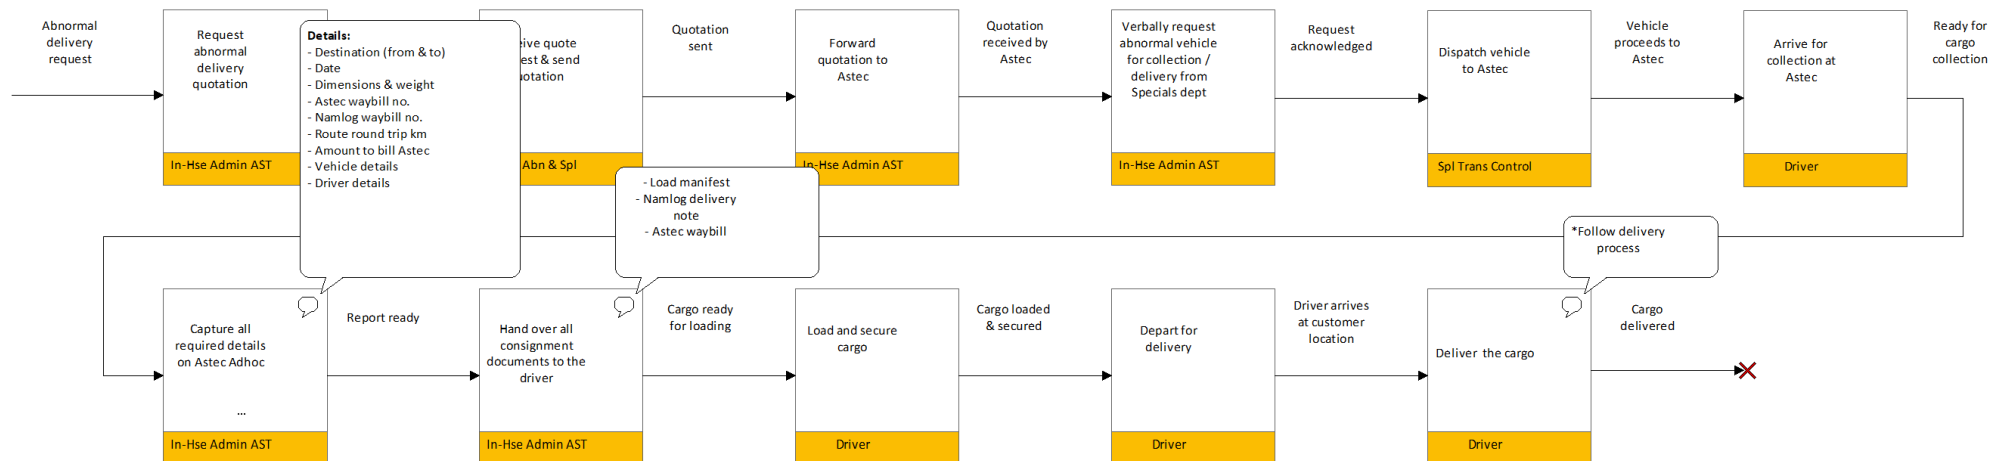 Abnormal
delivery
request
Request
abnormal
delivery
quotation
In-Hse Admin AST
Details:
- Destination (from & to)
- Date
- Dimensions & weight
- Astec waybill no.
- Namlog waybill no.
- Route round trip km
- Amount to bill Astec
- Vehicle details
- Driver details
quote
& send
Abn & Spl
Quotation
sent
Forward
quotation to
Astec
In-Hse Admin AST
Quotation
received by
Astec
Verbally request
abnormal vehicle
for collection /
delivery from
Specials dept
In-Hse Admin AST
Request
acknowledged
Dispatch vehicle
to Astec
Spl Trans Control
Vehicle
proceeds to
Astec
Arrive for
collection at
Astec
Driver
Ready for
cargo
collection
- Load manifest
- Namlog delivery
note
- Astec waybill
*Follow delivery
process
Capture all
required details
on Astec Adhoc
...
In-Hse Admin AST
Report ready
Hand over all
consignment
documents to the
driver
In-Hse Admin AST
Cargo ready
for loading
Load and secure
cargo
Driver
Cargo loaded
& secured
Depart for
delivery
Driver
Driver arrives
at customer
location
Deliver the cargo
Driver
Cargo
delivered